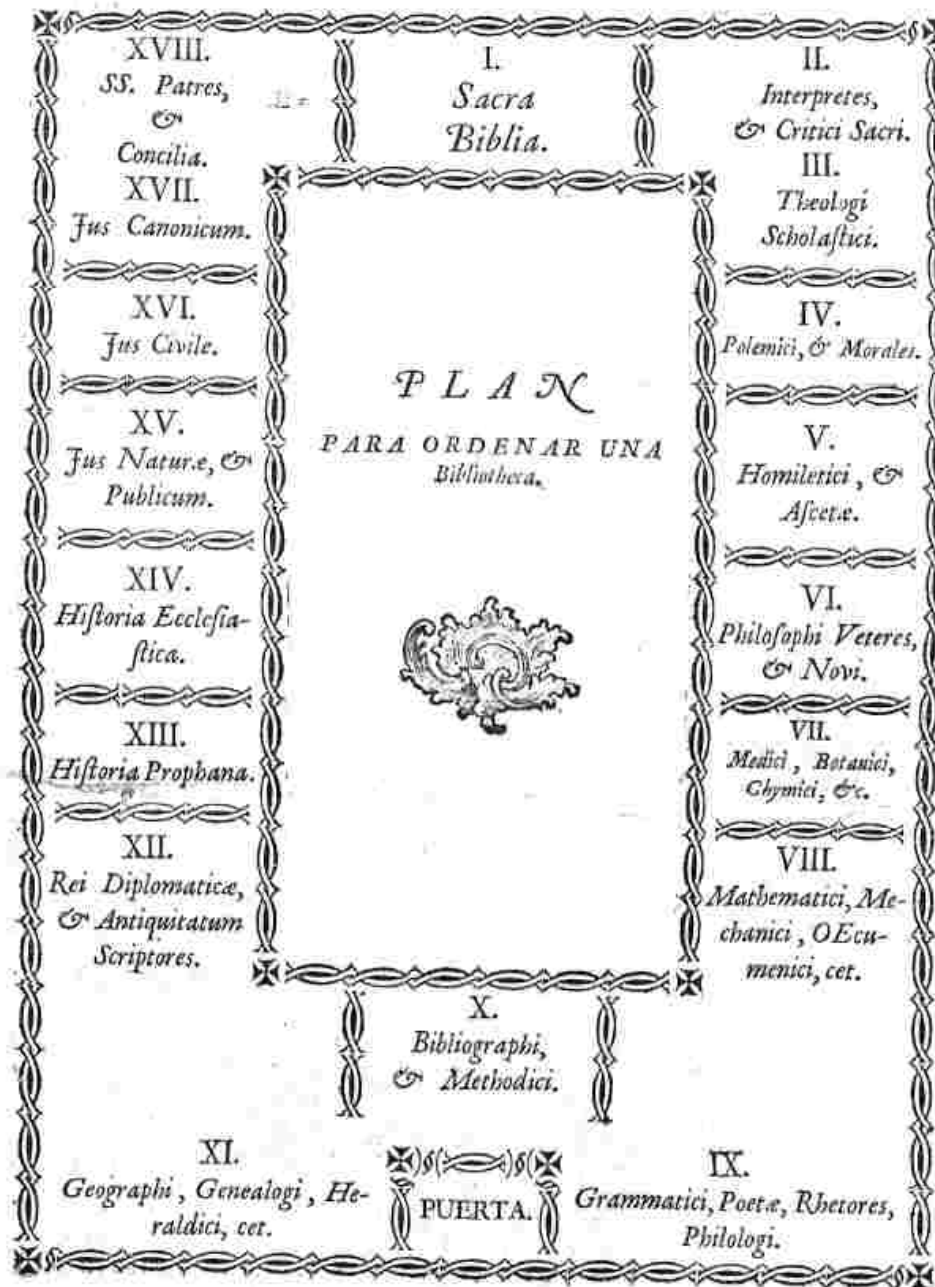 XVIII.
SS. Patres,
&
Concilia.
XVII.
Jus Canonicum.
I.
Sacra
Biblia.
II.
Interpretes,
& Critici Sacri.
III.
Theologi
Scholaſtici.
XVI.
Jus Civile.
IV.
Polemici, & Morales.
XV.
Jus Naturæ, &
Publicum.
PLAN
PARA ORDENAR UNA
Bibliotheca.
V.
Homiletici, &
Aſcetæ.
XIV.
Hiſtoria Eccleſia-
ſtica.
VI.
Philoſophi Veteres,
& Novi.
XIII.
Hiſtoria Prophana.
VII.
Medici, Botanici,
Chymici, &c.
XII.
Rei Diplomaticæ,
& Antiquitatum
Scriptores.
VIII.
Mathematici, Me-
chanici, OEcu-
menici, cet.
X.
Bibliographi,
& Methodici.
XI.
Geographi, Genealogi, He-
raldici, cet.
PUERTA.
IX.
Grammatici, Poetæ, Rhetores,
Philologi.